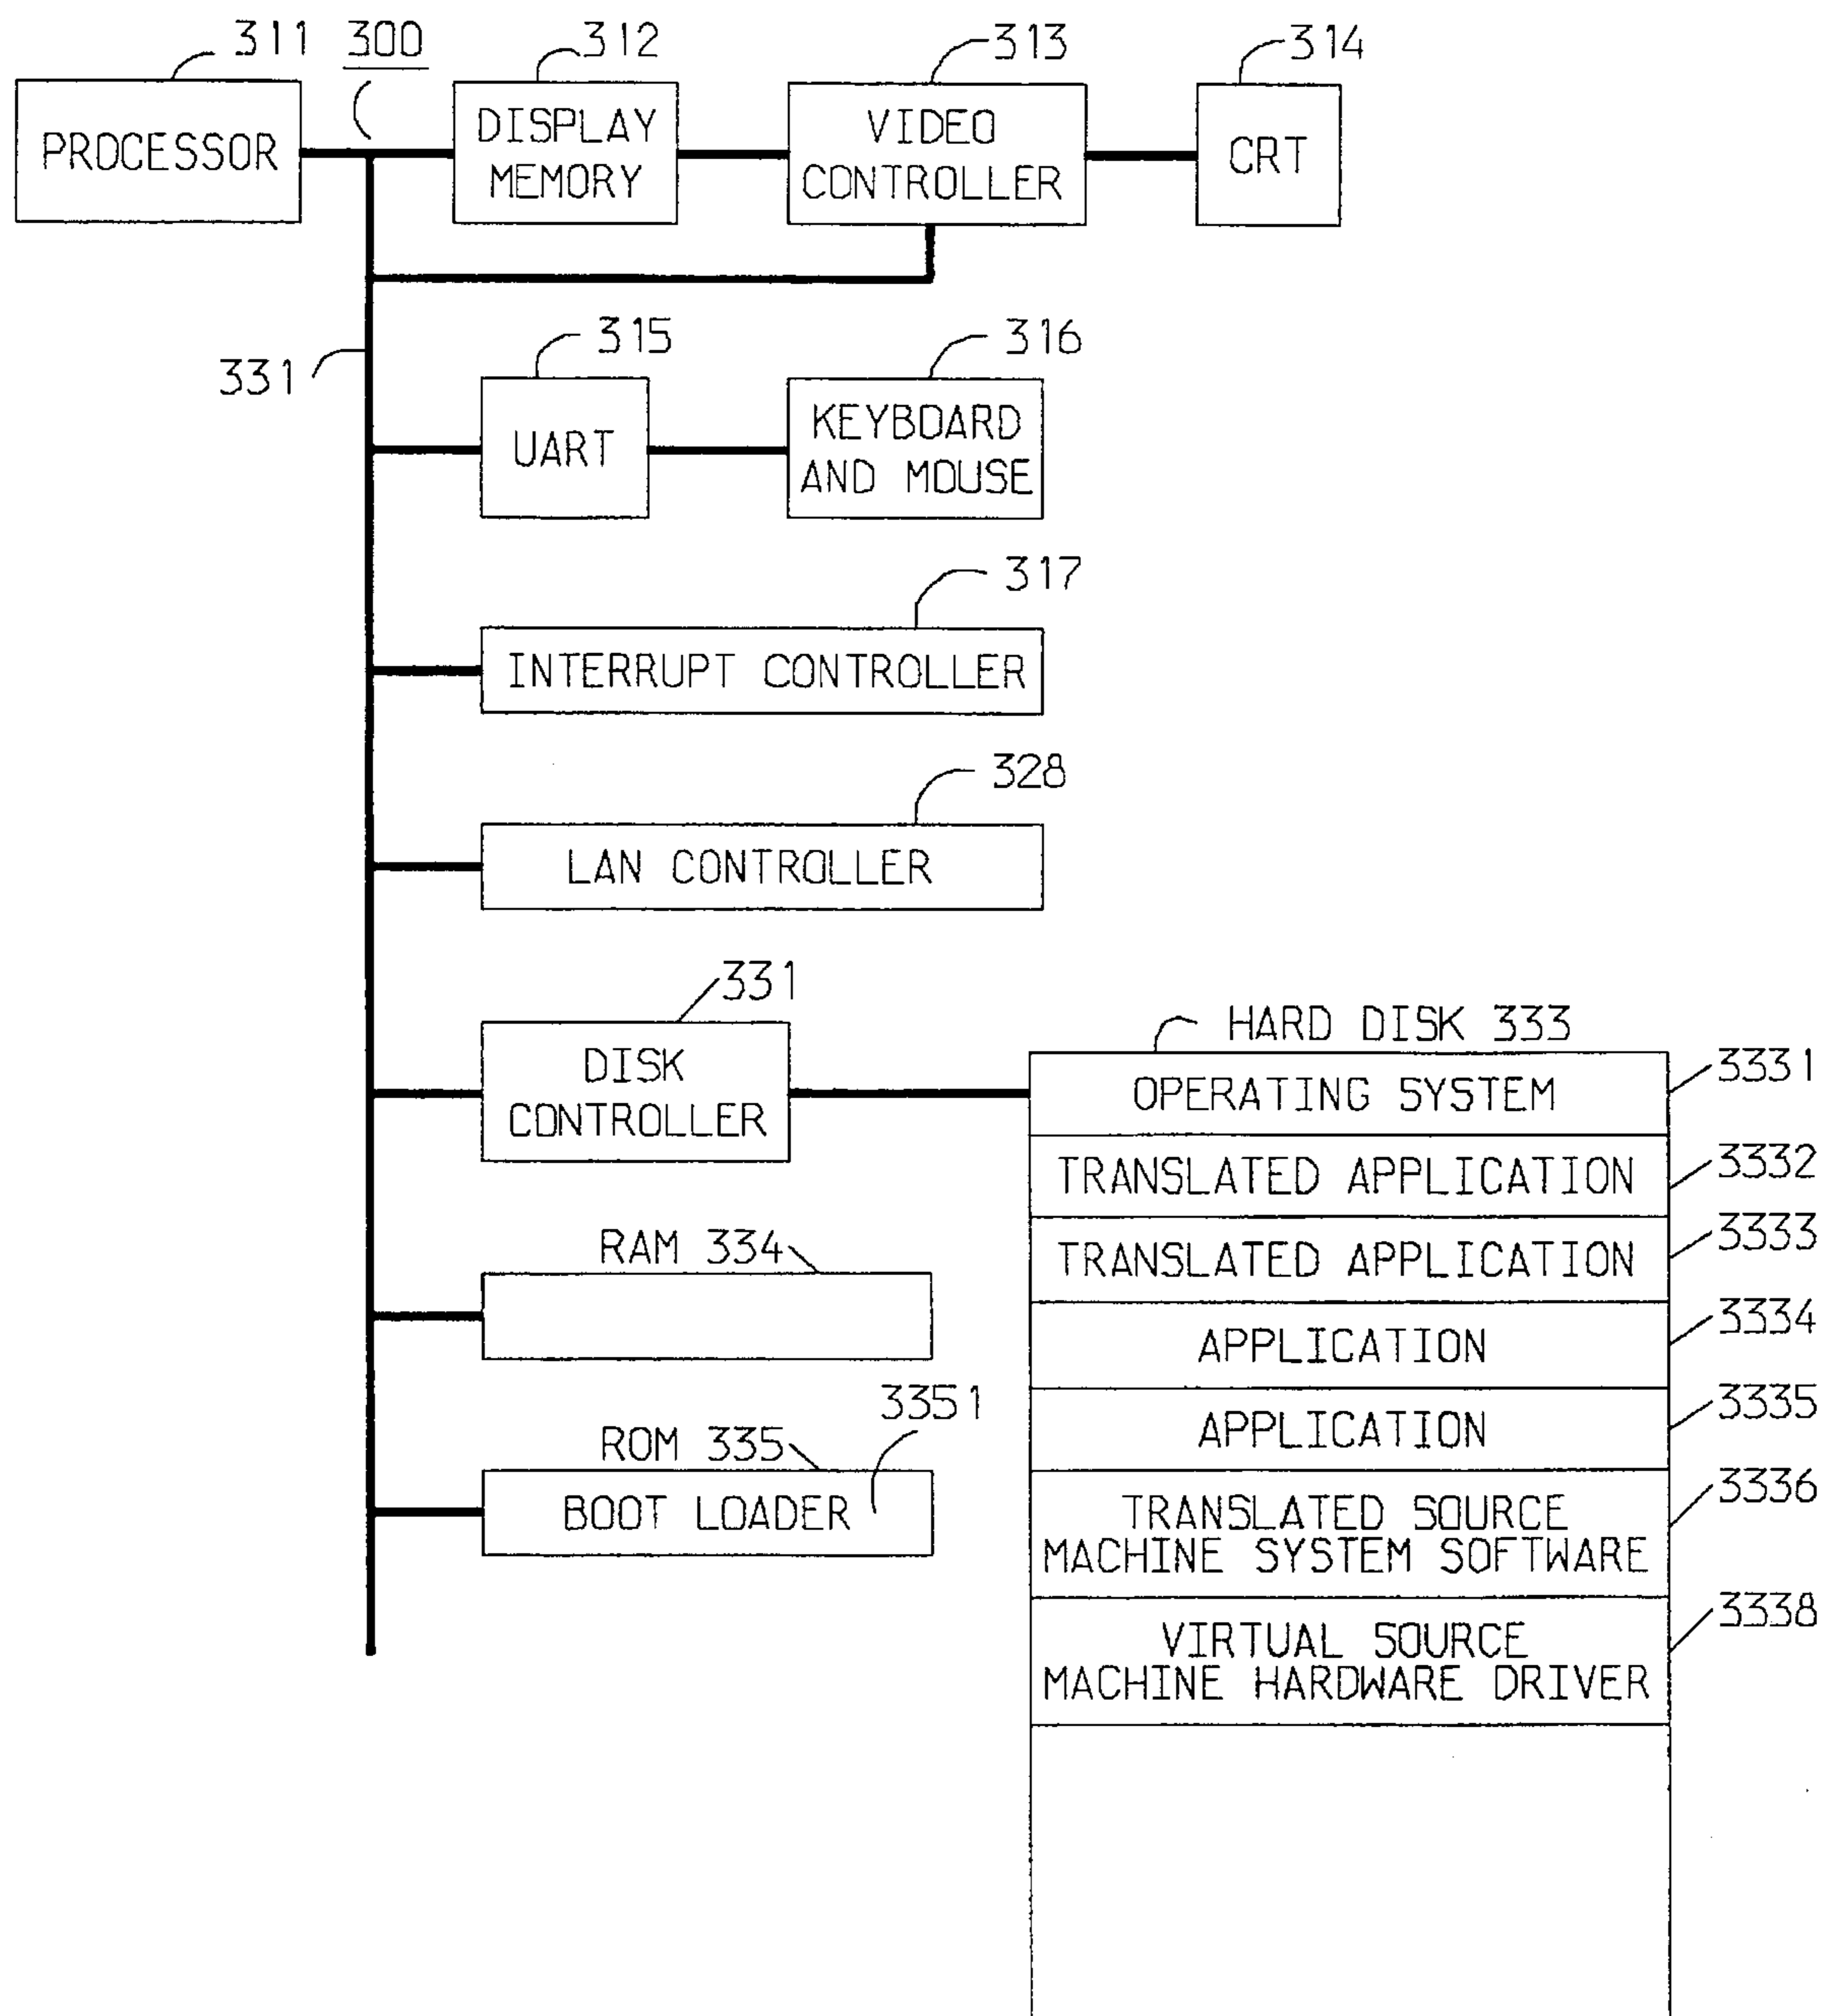 311 300 312 313 314
PROCESSOR
DISPLAY
MEMORY
VIDEO
CONTROLLER
CRT
331
315
316
UART
KEYBOARD
AND MOUSE
317
INTERRUPT CONTROLLER
328
LAN CONTROLLER
331
DISK
CONTROLLER
HARD DISK 333
OPERATING SYSTEM 3331
TRANSLATED APPLICATION 3332
TRANSLATED APPLICATION 3333
APPLICATION 3334
APPLICATION 3335
TRANSLATED SOURCE
MACHINE SYSTEM SOFTWARE
3336
VIRTUAL SOURCE
MACHINE HARDWARE DRIVER
3338
RAM 334
ROM 335
3351
BOOT LOADER